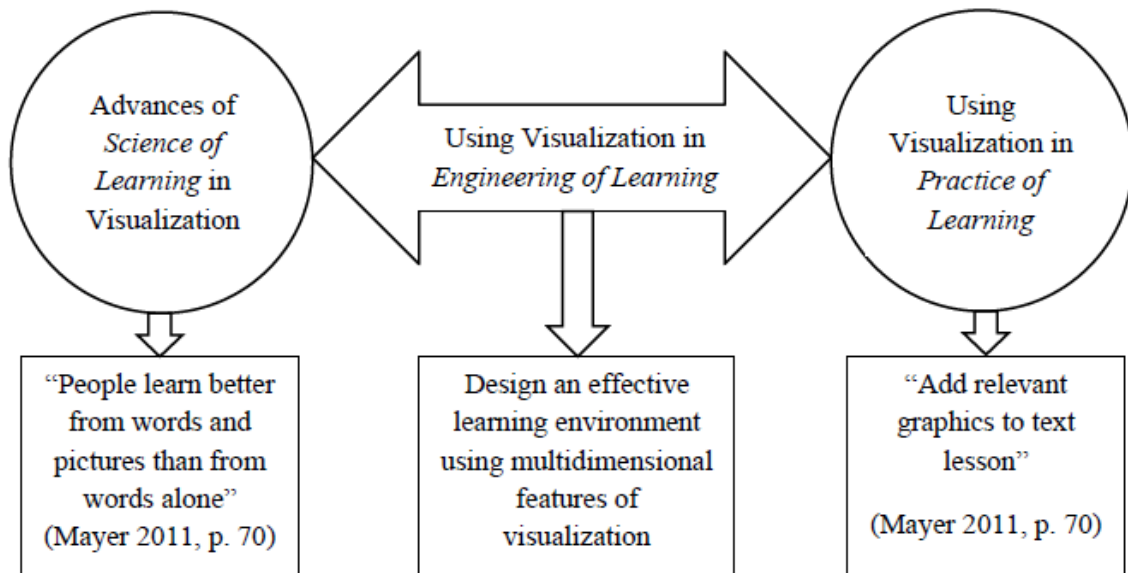 Advances of
Science of
Learning in
Visualization
Using Visualization in
Engineering of Learning
Using
Visualization in
Practice of
Learning
“People learn better
from words and
pictures than from
words alone”
(Mayer 2011, p. 70)
Design an effective
learning environment
using multidimensional
features of
visualization
“Add relevant
graphics to text
lesson”
(Mayer 2011, p. 70)